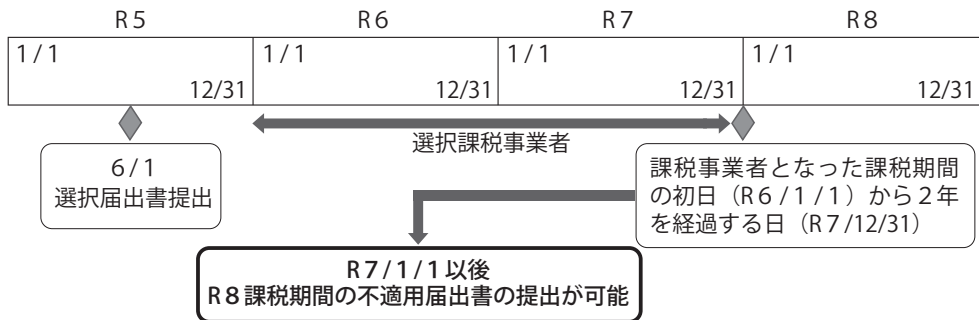 R5 R6 R7 R8
1/1 1/1 1/1 1/1
12/31 12/31 12/31 12/31
選択課税事業者
6/1
選択届出書提出
課税事業者となった課税期間
の初日（R6/1/1）から２年
を経過する日（R7/12/31）
R7/1/1以後
R8課税期間の不適用届出書の提出が可能